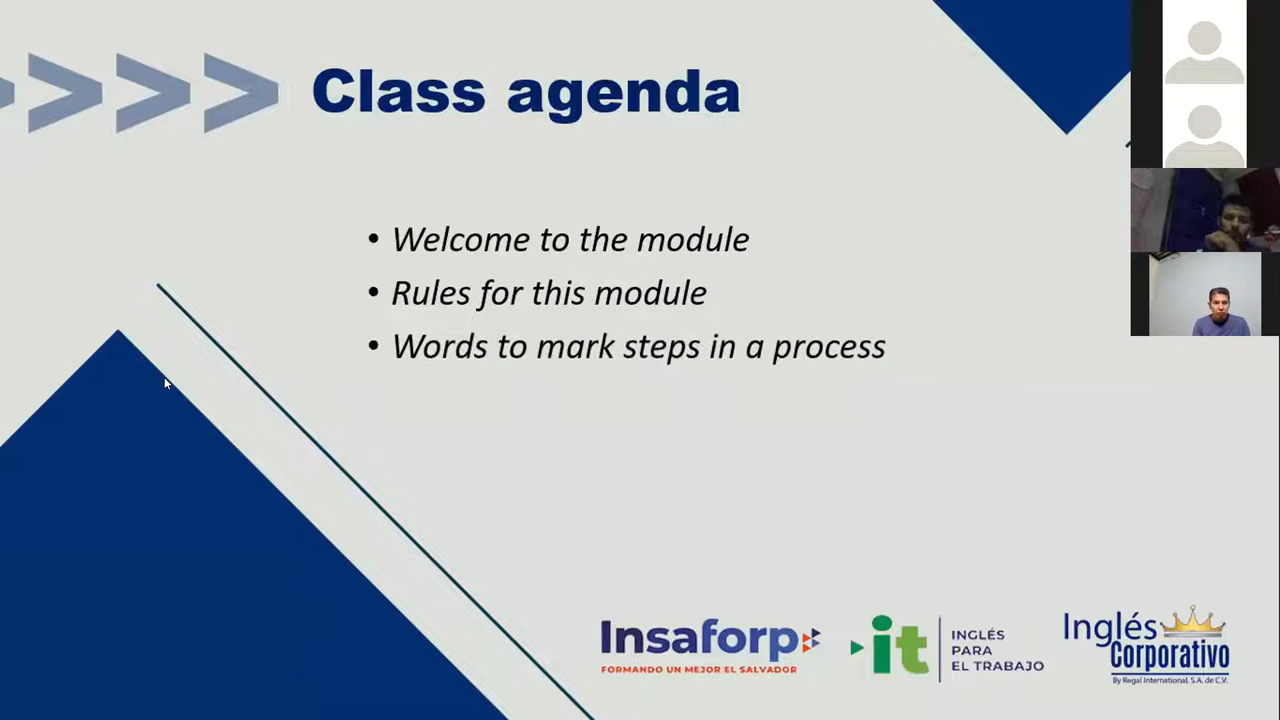 Class agenda
• Welcome to the module
• Rules for this module
• Words to mark steps in a process
Insaforp
FORMANDO UN MEJOR EL SALVADOR
it
INGLÉS
PARA
EL TRABAJO
Inglés
Corporativo
By Regal International, S.A. de C.V.